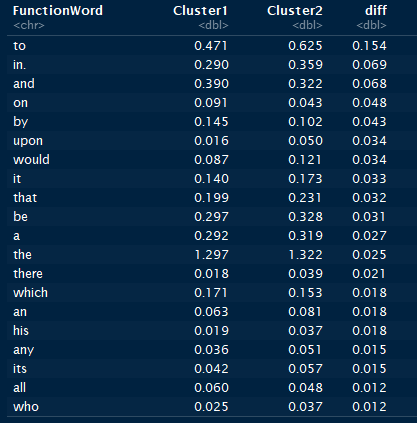 FunctionWord Cluster1 Cluster2 diff
<chr> <dbl> <dbl> <dbl>
to 0.471 0.625 0.154
in. 0.290 0.359 0.069
and 0.390 0.322 0.068
on 0.091 0.043 0.048
by 0.145 0.102 0.043
upon 0.016 0.050 0.034
would 0.087 0.121 0.034
it 0.140 0.173 0.033
that 0.199 0.231 0.032
be 0.297 0.328 0.031
a 0.292 0.319 0.027
the 1.297 1.322 0.025
there 0.018 0.039 0.021
which 0.171 0.153 0.018
an 0.063 0.081 0.018
his 0.019 0.037 0.018
any 0.036 0.051 0.015
its 0.042 0.057 0.015
all 0.060 0.048 0.012
who 0.025 0.037 0.012